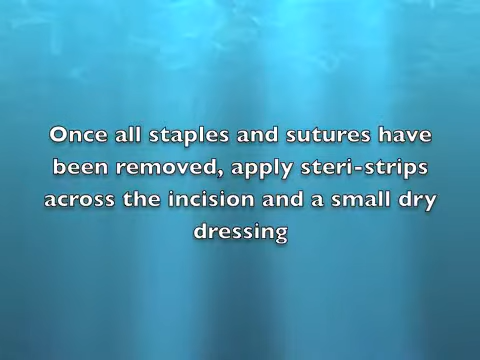 Once all staples and sutures have
been removed, apply steri-strips
across the incision and a small dry
dressing